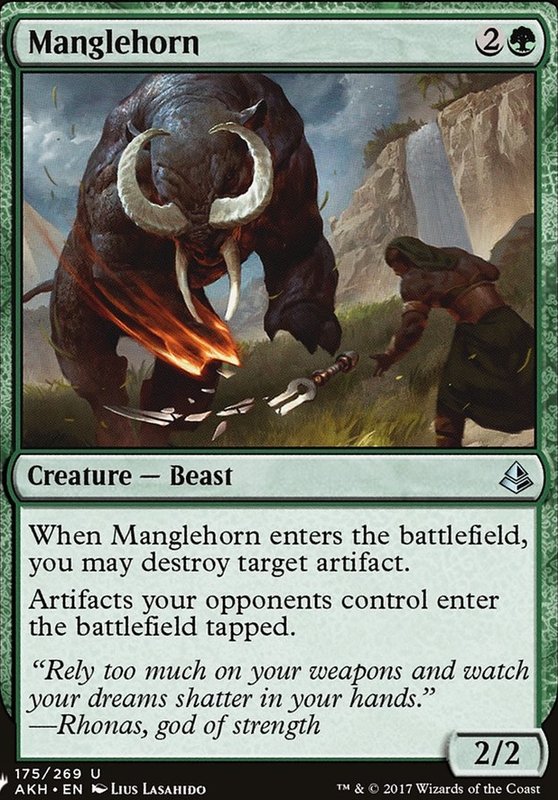 Manglehorn 2
Creature — Beast
When Manglehorn enters the battlefield,
you may destroy target artifact.
Artifacts your opponents control enter
the battlefield tapped.
“Rely too much on your weapons and watch
your dreams shatter in your hands.”
—Rhonas, god of strength
2/2
175/269 U
AKH • EN Lius Lasahido
™ & © 2017 Wizards of the Coast